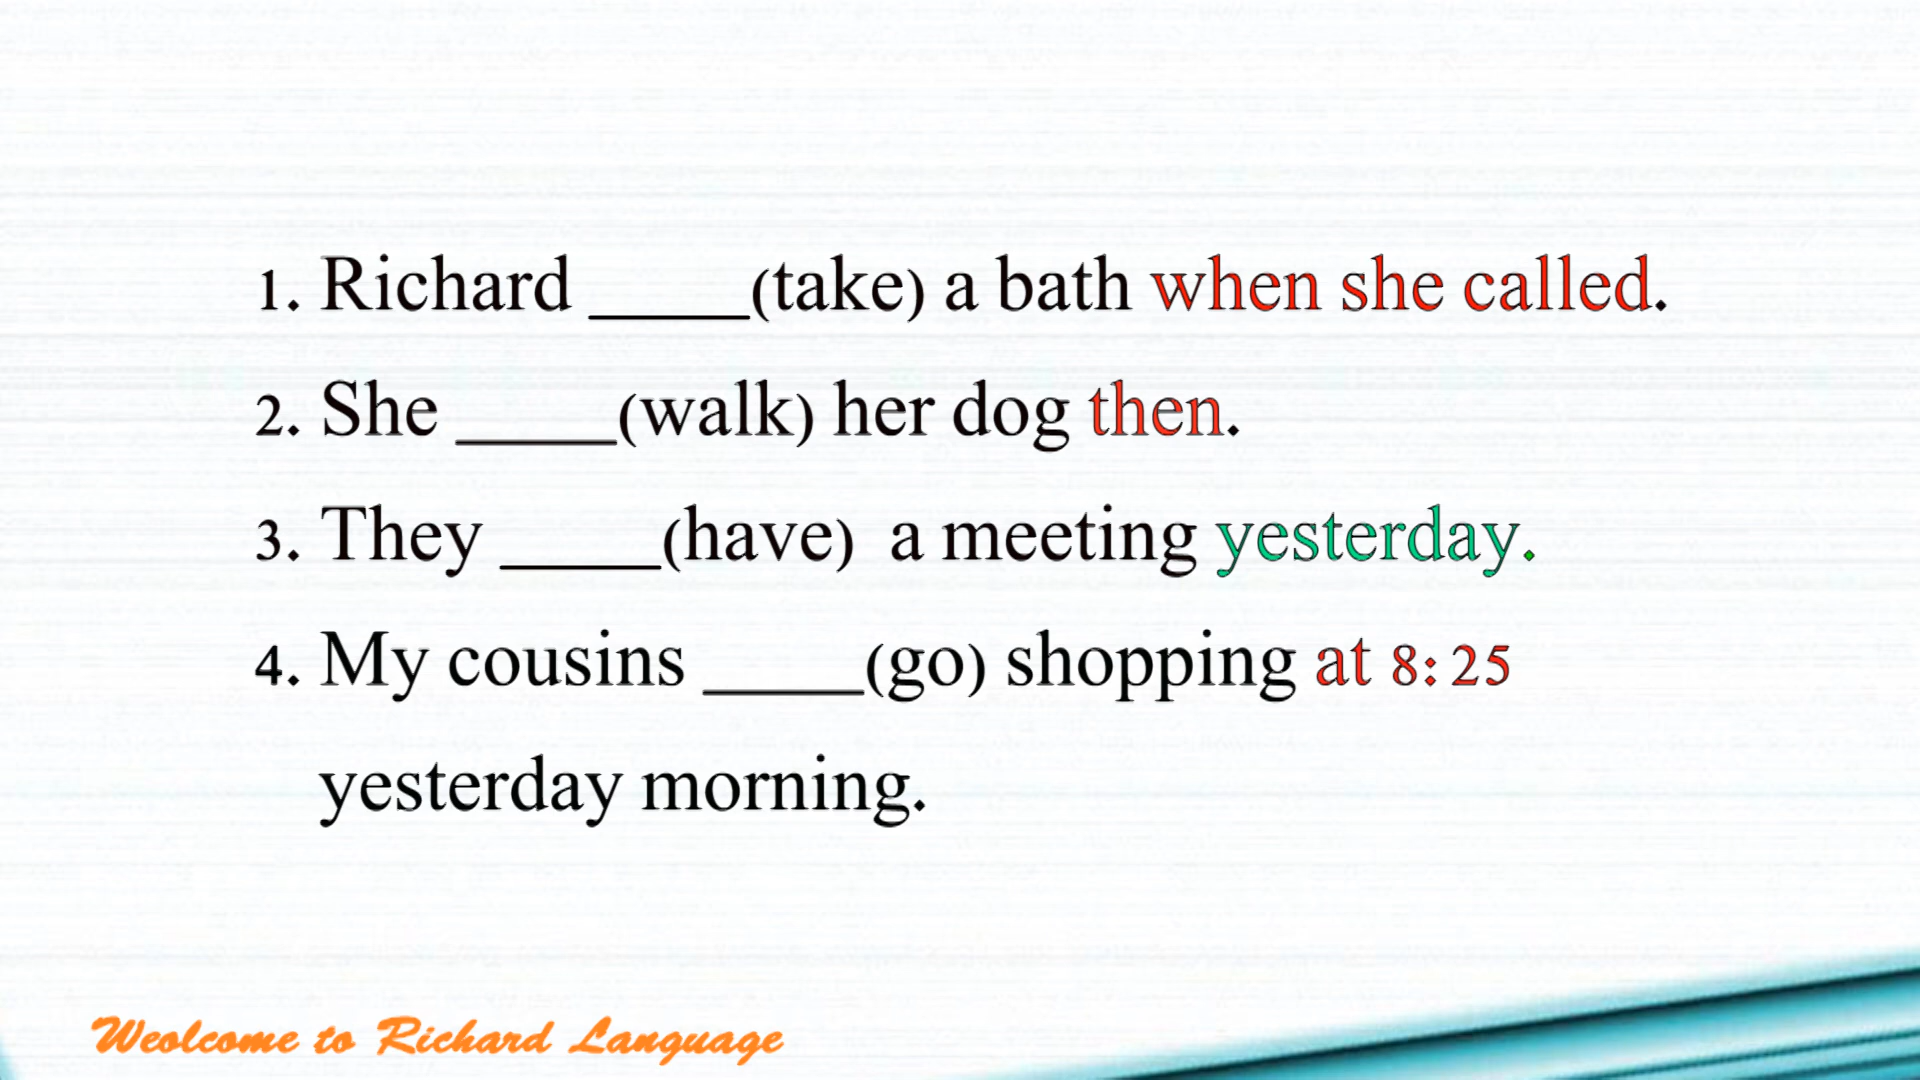 1. Richard _____(take) a bath when she called.
2. She _____(walk) her dog then.
3. They _____(have) a meeting yesterday.
4. My cousins _____(go) shopping at 8: 25
yesterday morning.
Weolcome to Richard Language